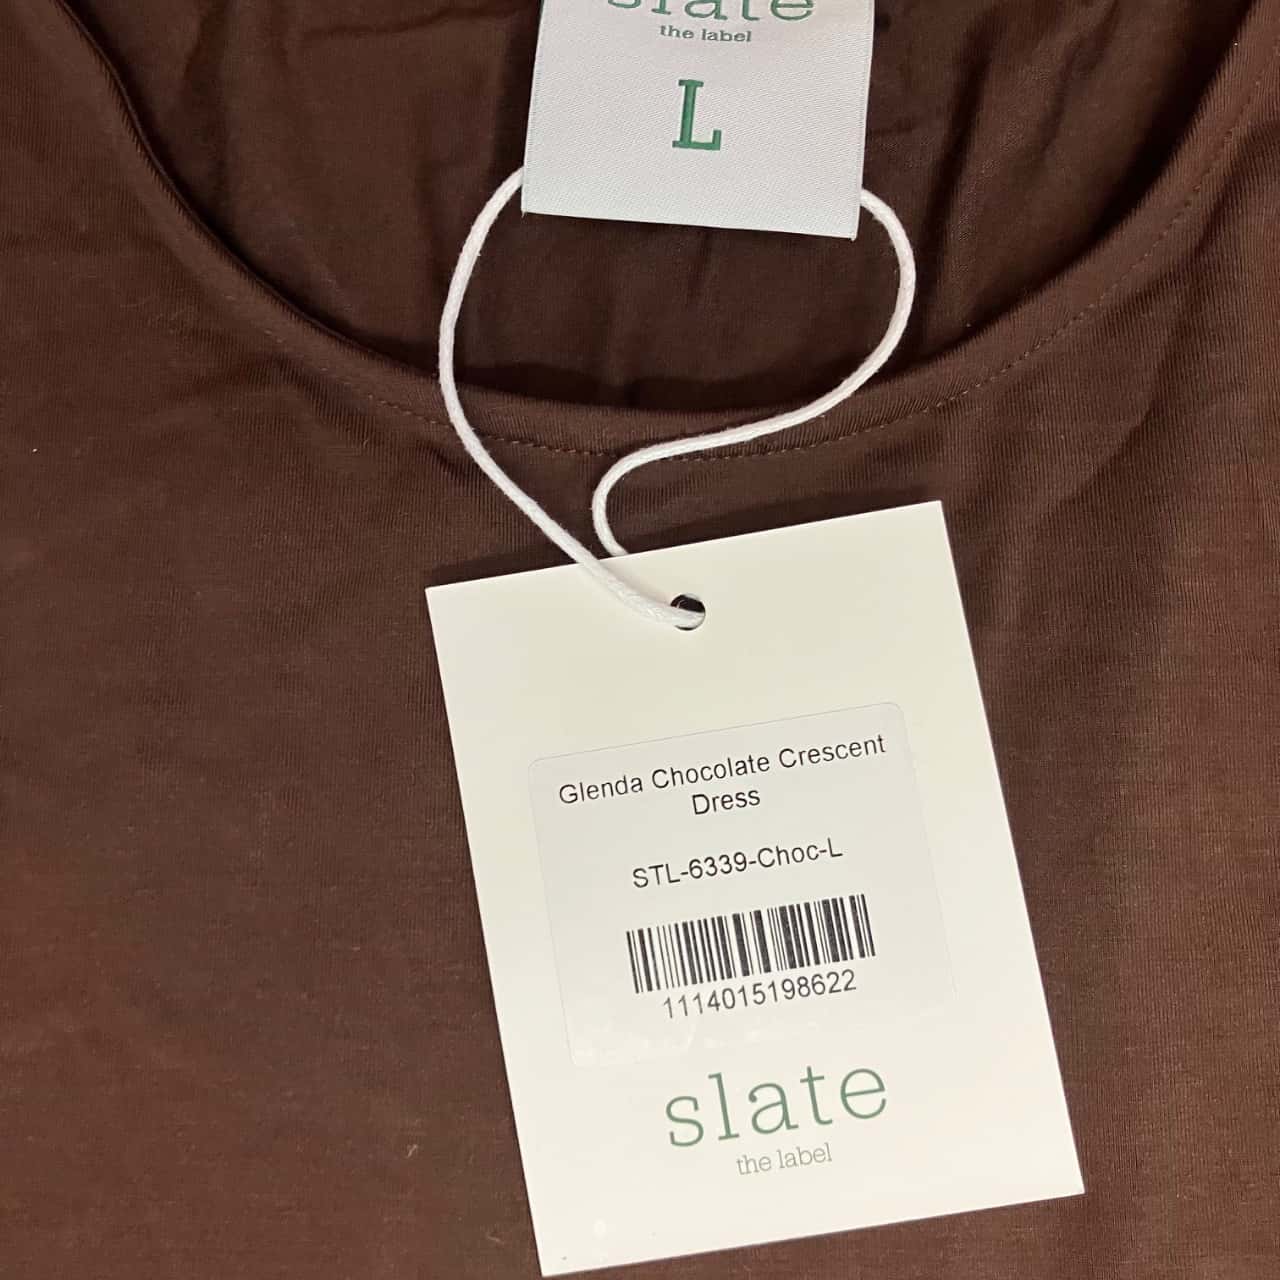 slate
the label
L
Glenda Chocolate Crescent
Dress
STL-6339-Choc-L
1114015198622
slate
the label